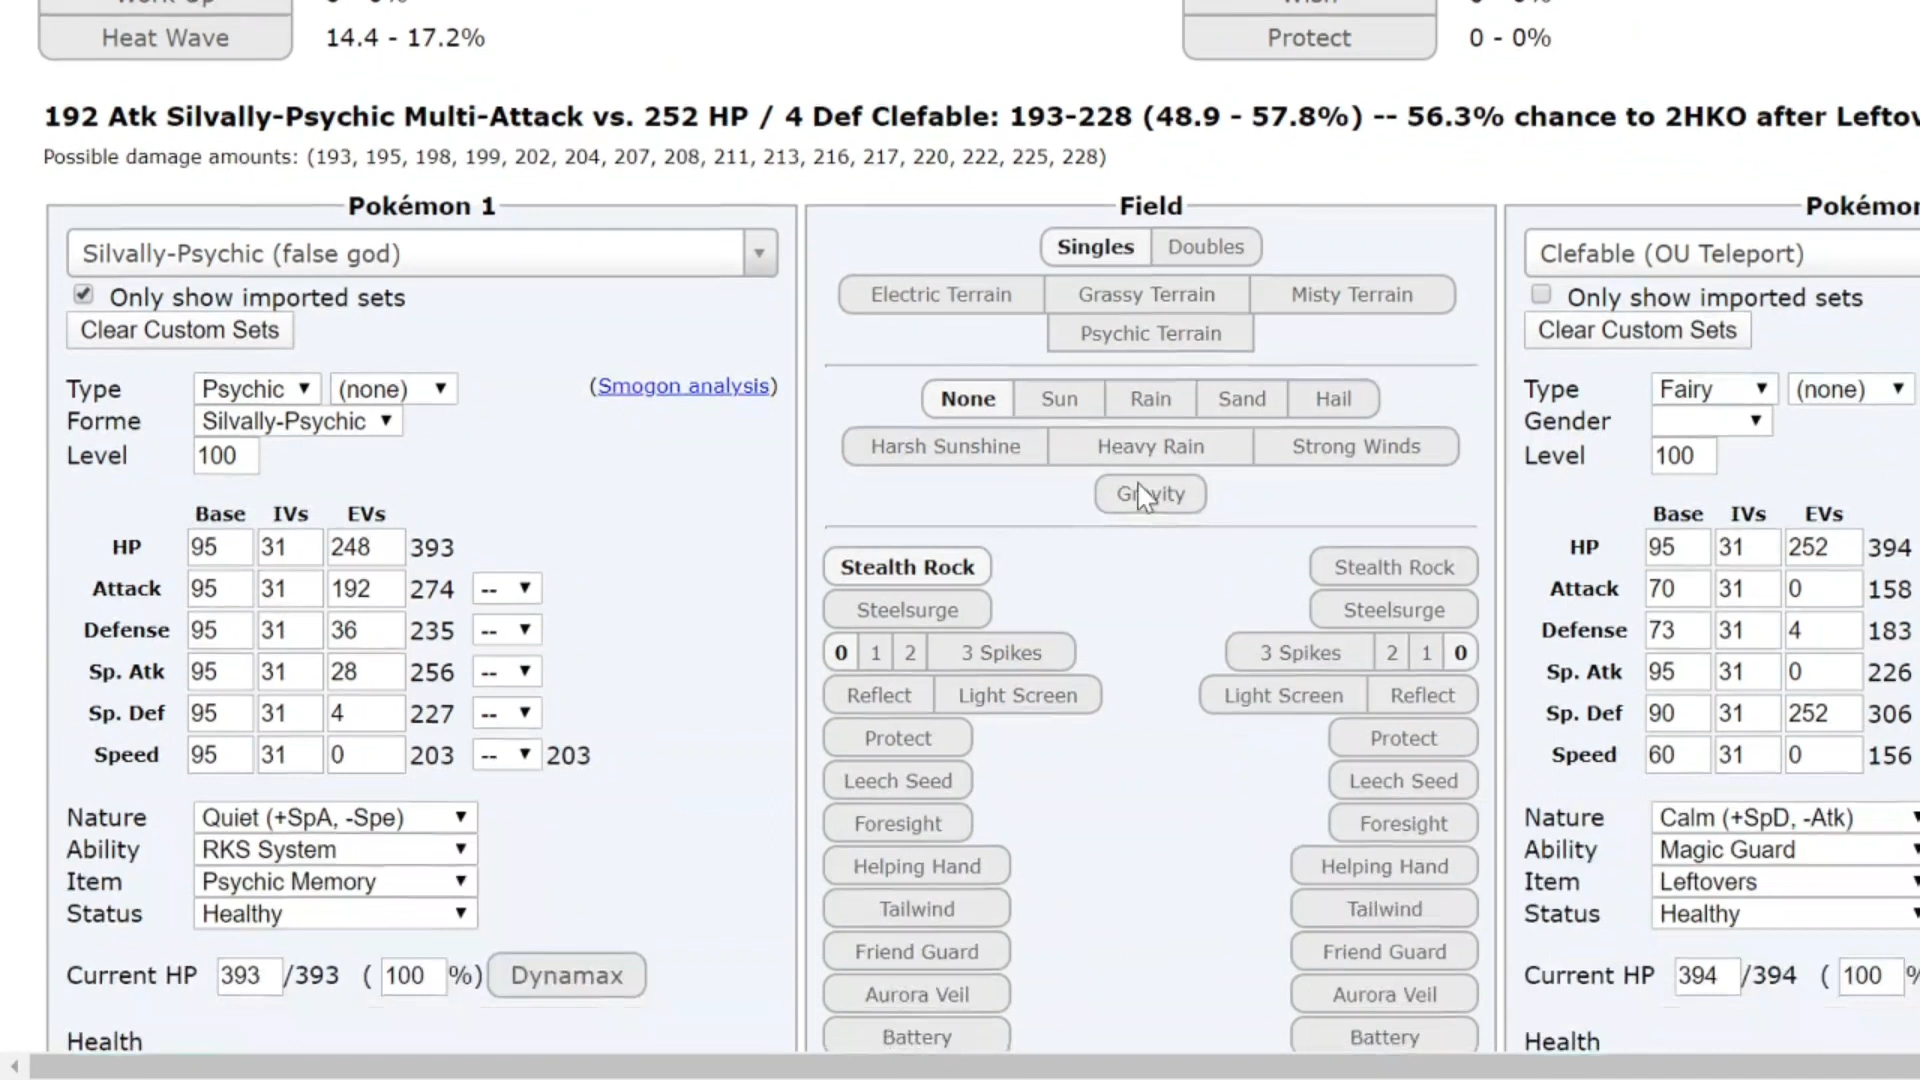 Work Up 0 - 0% Wish 0 - 0%
Heat Wave 14.4 - 17.2% Protect 0 - 0%
192 Atk Silvally-Psychic Multi-Attack vs. 252 HP / 4 Def Clefable: 193-228 (48.9 - 57.8%) -- 56.3% chance to 2HKO after Leftov
Possible damage amounts: (193, 195, 198, 199, 202, 204, 207, 208, 211, 213, 216, 217, 220, 222, 225, 228)
Pokémon 1
Silvally-Psychic (false god)
Only show imported sets
Clear Custom Sets
Type Psychic (none) (Smogon analysis)
Forme Silvally-Psychic
Level 100
Base IVs EVs
HP 95 31 248 393
Attack 95 31 192 274 --
Defense 95 31 36 235 --
Sp. Atk 95 31 28 256 --
Sp. Def 95 31 4 227 --
Speed 95 31 0 203 -- 203
Nature Quiet (+SpA, -Spe)
Ability RKS System
Item Psychic Memory
Status Healthy
Current HP 393 /393 ( 100 %) Dynamax
Health
Field
Singles Doubles
Electric Terrain Grassy Terrain Misty Terrain
Psychic Terrain
None Sun Rain Sand Hail
Harsh Sunshine Heavy Rain Strong Winds
Gravity
Stealth Rock Stealth Rock
Steelsurge Steelsurge
0 1 2 3 Spikes 3 Spikes 2 1 0
Reflect Light Screen Light Screen Reflect
Protect Protect
Leech Seed Leech Seed
Foresight Foresight
Helping Hand Helping Hand
Tailwind Tailwind
Friend Guard Friend Guard
Aurora Veil Aurora Veil
Battery Battery
Pokémon
Clefable (OU Teleport)
Only show imported sets
Clear Custom Sets
Type Fairy (none)
Gender
Level 100
Base IVs EVs
HP 95 31 252 394
Attack 70 31 0 158
Defense 73 31 4 183
Sp. Atk 95 31 0 226
Sp. Def 90 31 252 306
Speed 60 31 0 156
Nature Calm (+SpD, -Atk)
Ability Magic Guard
Item Leftovers
Status Healthy
Current HP 394 /394 ( 100 %
Health